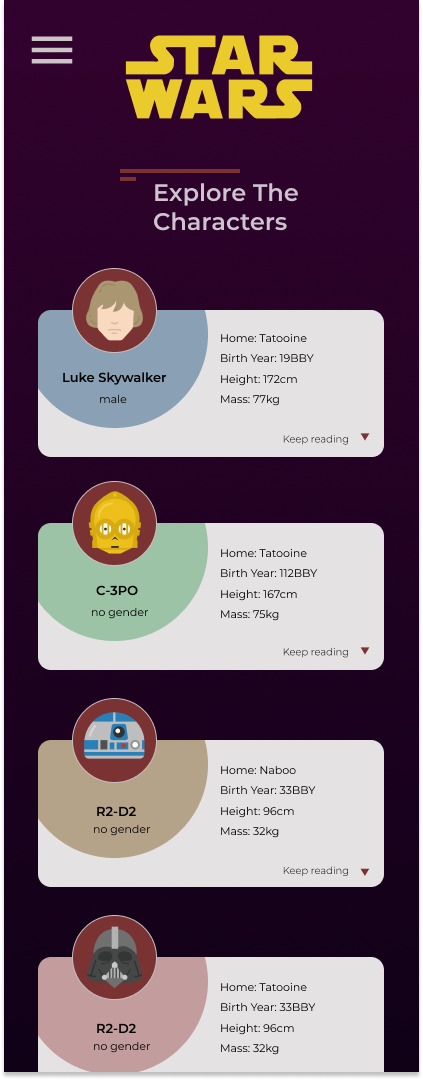 STAR
WARS
Explore The
Characters
Luke Skywalker
male
Home: Tatooine
Birth Year: 19BBY
Height: 172cm
Mass: 77kg
Keep reading
C-3PO
no gender
Home: Tatooine
Birth Year: 112BBY
Height: 167cm
Mass: 75kg
Keep reading
R2-D2
no gender
Home: Naboo
Birth Year: 33BBY
Height: 96cm
Mass: 32kg
Keep reading
R2-D2
no gender
Home: Tatooine
Birth Year: 33BBY
Height: 96cm
Mass: 32kg